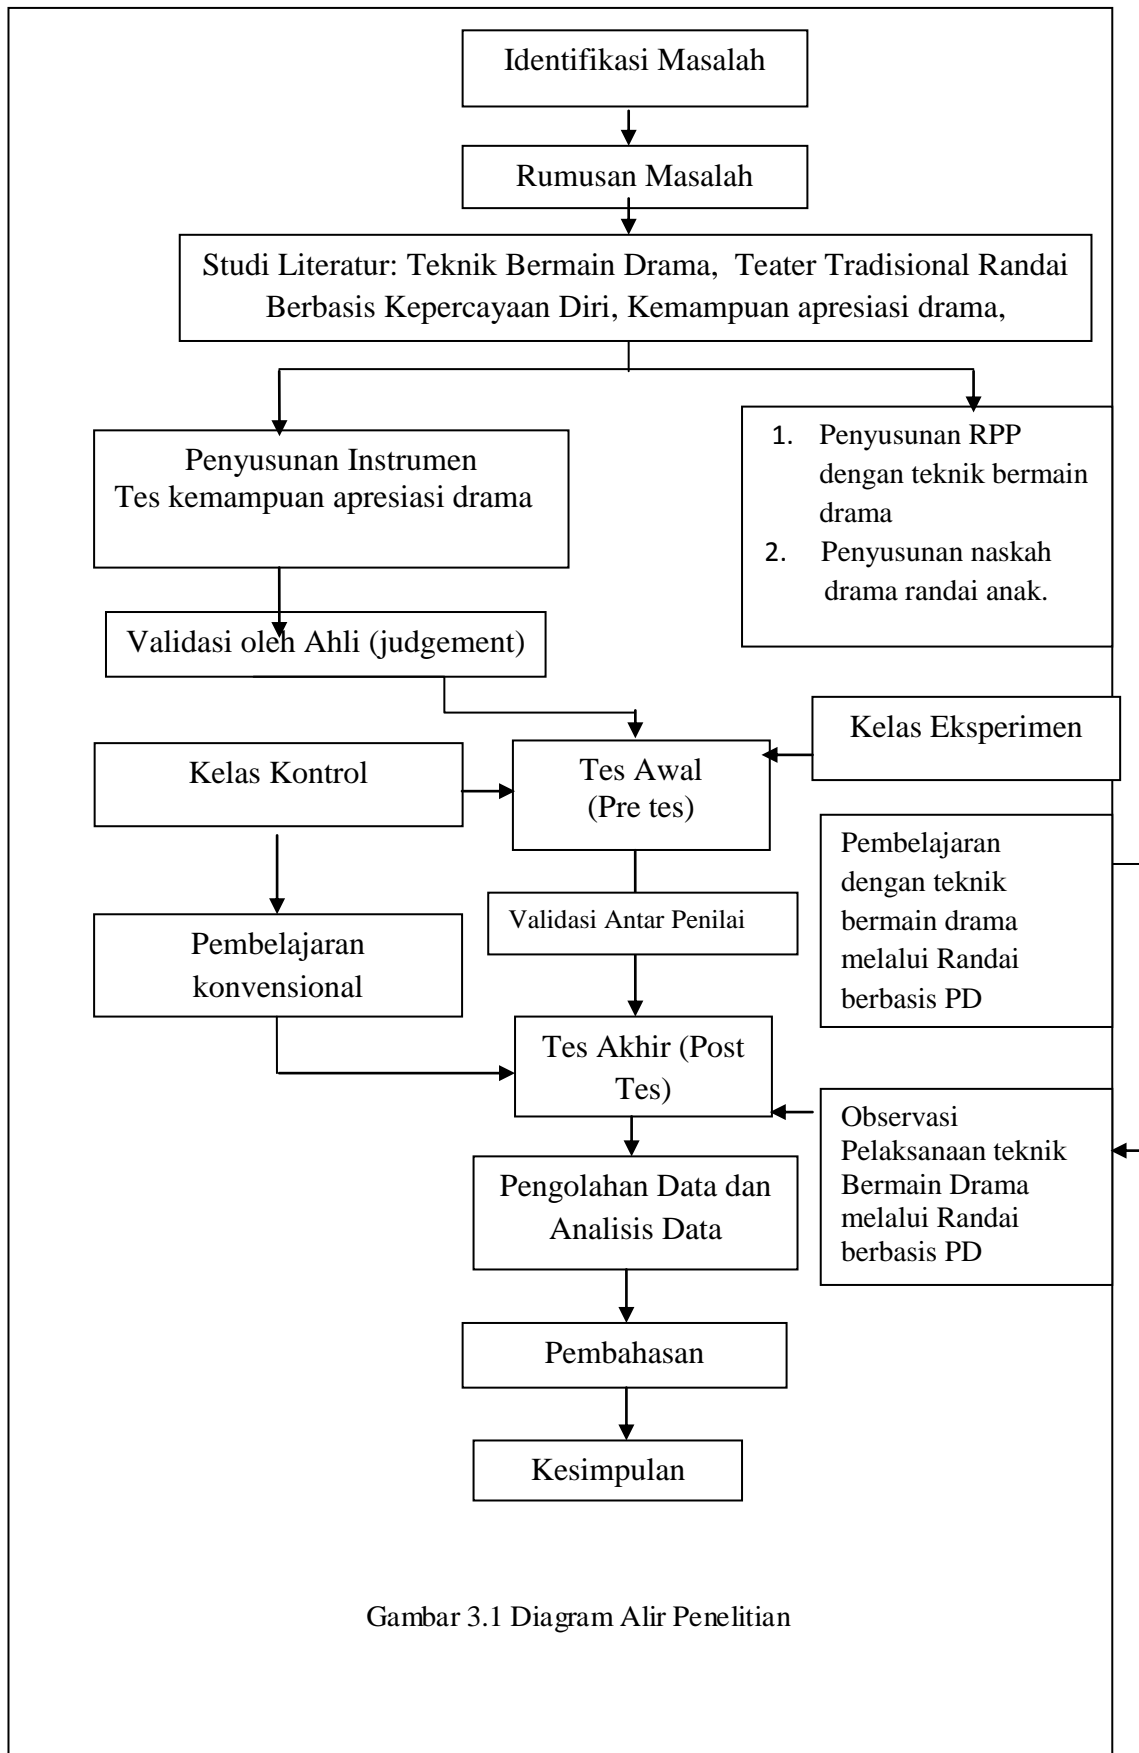 Identifikasi Masalah
Rumusan Masalah
Studi Literatur: Teknik Bermain Drama, Teater Tradisional Randai
Berbasis Kepercayaan Diri, Kemampuan apresiasi drama,
Penyusunan Instrumen
Tes kemampuan apresiasi drama
1. Penyusunan RPP
dengan teknik bermain
drama
2. Penyusunan naskah
drama randai anak.
Validasi oleh Ahli (judgement)
Kelas Kontrol
Tes Awal
(Pre tes)
Kelas Eksperimen
Pembelajaran
konvensional
Validasi Antar Penilai
Pembelajaran
dengan teknik
bermain drama
melalui Randai
berbasis PD
Tes Akhir (Post
Tes)
Observasi
Pelaksanaan teknik
Bermain Drama
melalui Randai
berbasis PD
Pengolahan Data dan
Analisis Data
Pembahasan
Kesimpulan
Gambar 3.1 Diagram Alir Penelitian